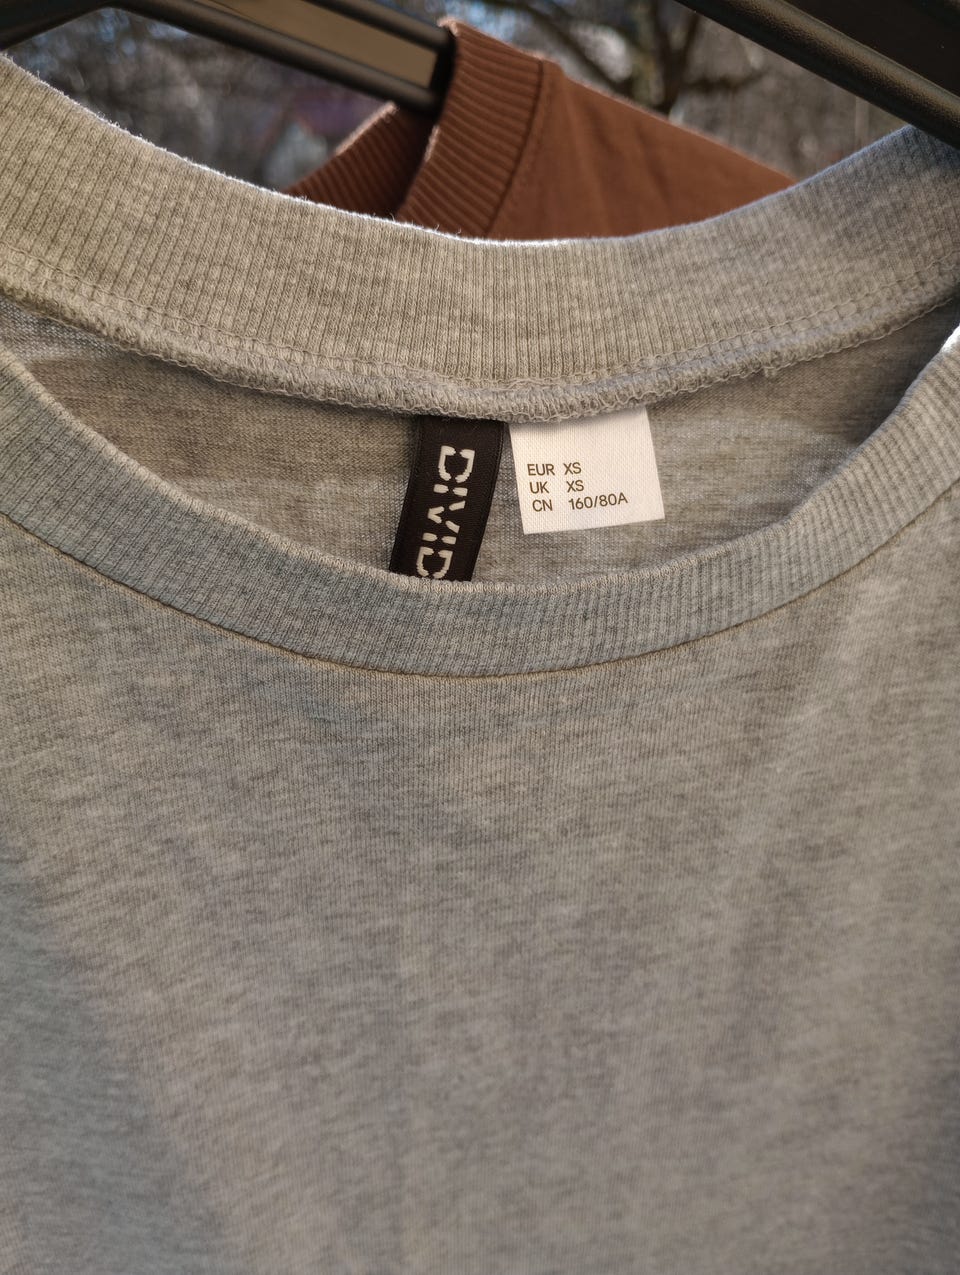 DIVID
EUR XS
UK XS
CN 160/80A